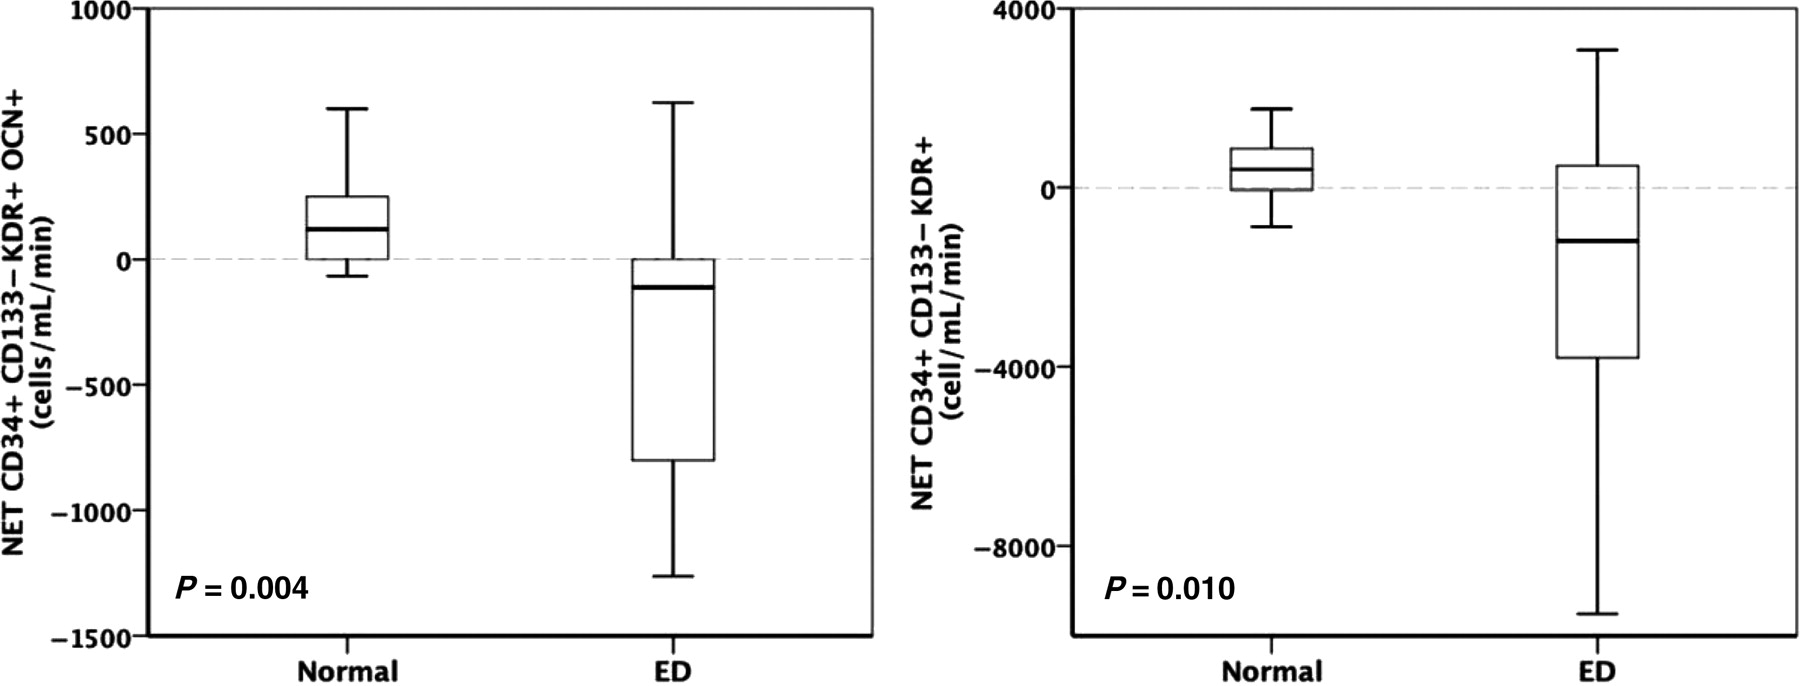 NET CD34+ CD133− KDR+ OCN+
(cells/mL/min)
1000
500
0
−500
−1000
−1500
P = 0.004
Normal
ED
NET CD34+ CD133− KDR+
(cell/mL/min)
4000
0
−4000
−8000
P = 0.010
Normal
ED